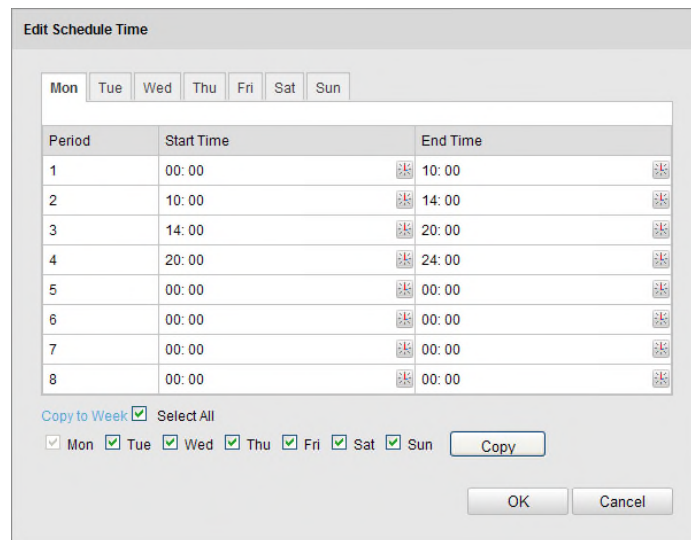 Edit Schedule Time
Mon Tue Wed Thu Fri Sat Sun
Period Start Time End Time
1 00: 00 10: 00
2 10: 00 14: 00
3 14: 00 20: 00
4 20: 00 24: 00
5 00: 00 00: 00
6 00: 00 00: 00
7 00: 00 00: 00
8 00: 00 00: 00
Copy to Week Select All
Mon Tue Wed Thu Fri Sat Sun Copy
OK Cancel